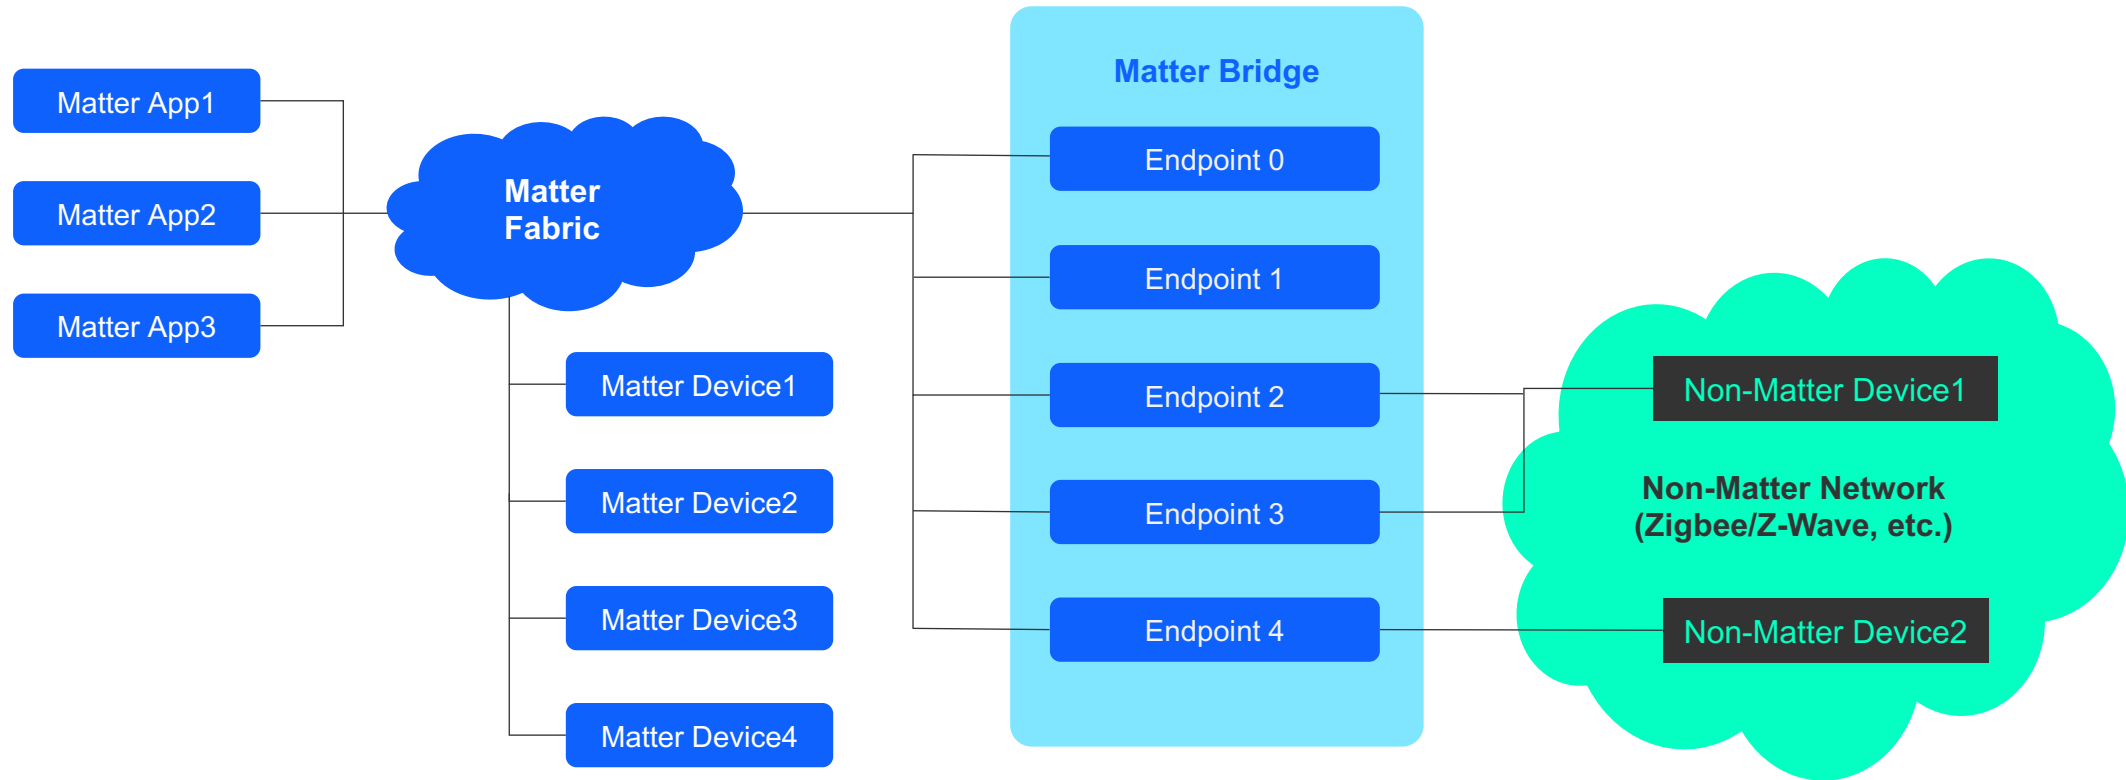 Matter App1
Matter App2
Matter App3
Matter
Fabric
Matter Device1
Matter Device2
Matter Device3
Matter Device4
Matter Bridge
Endpoint 0
Endpoint 1
Endpoint 2
Endpoint 3
Endpoint 4
Non-Matter Device1
Non-Matter Network
(Zigbee/Z-Wave, etc.)
Non-Matter Device2